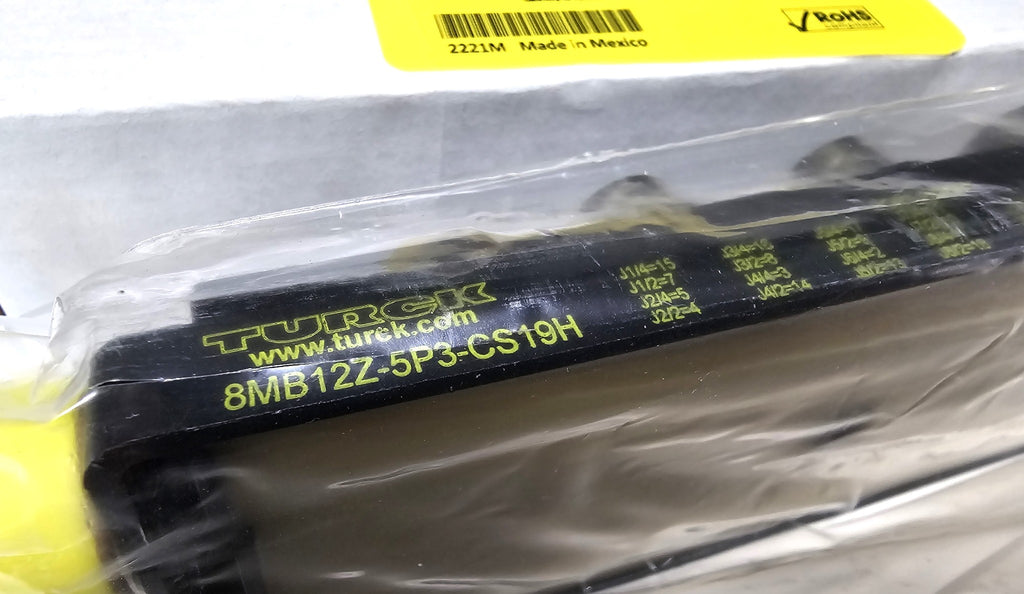 2221M Made in Mexico
RoHS
compliant
TURCK
www.turck.com
8MB12Z-5P3-CS19H
J1/4=15
J1/2=7
J2/4=5
J2/2=4
J3/4=16
J3/2=8
J4/4=3
J4/2=14